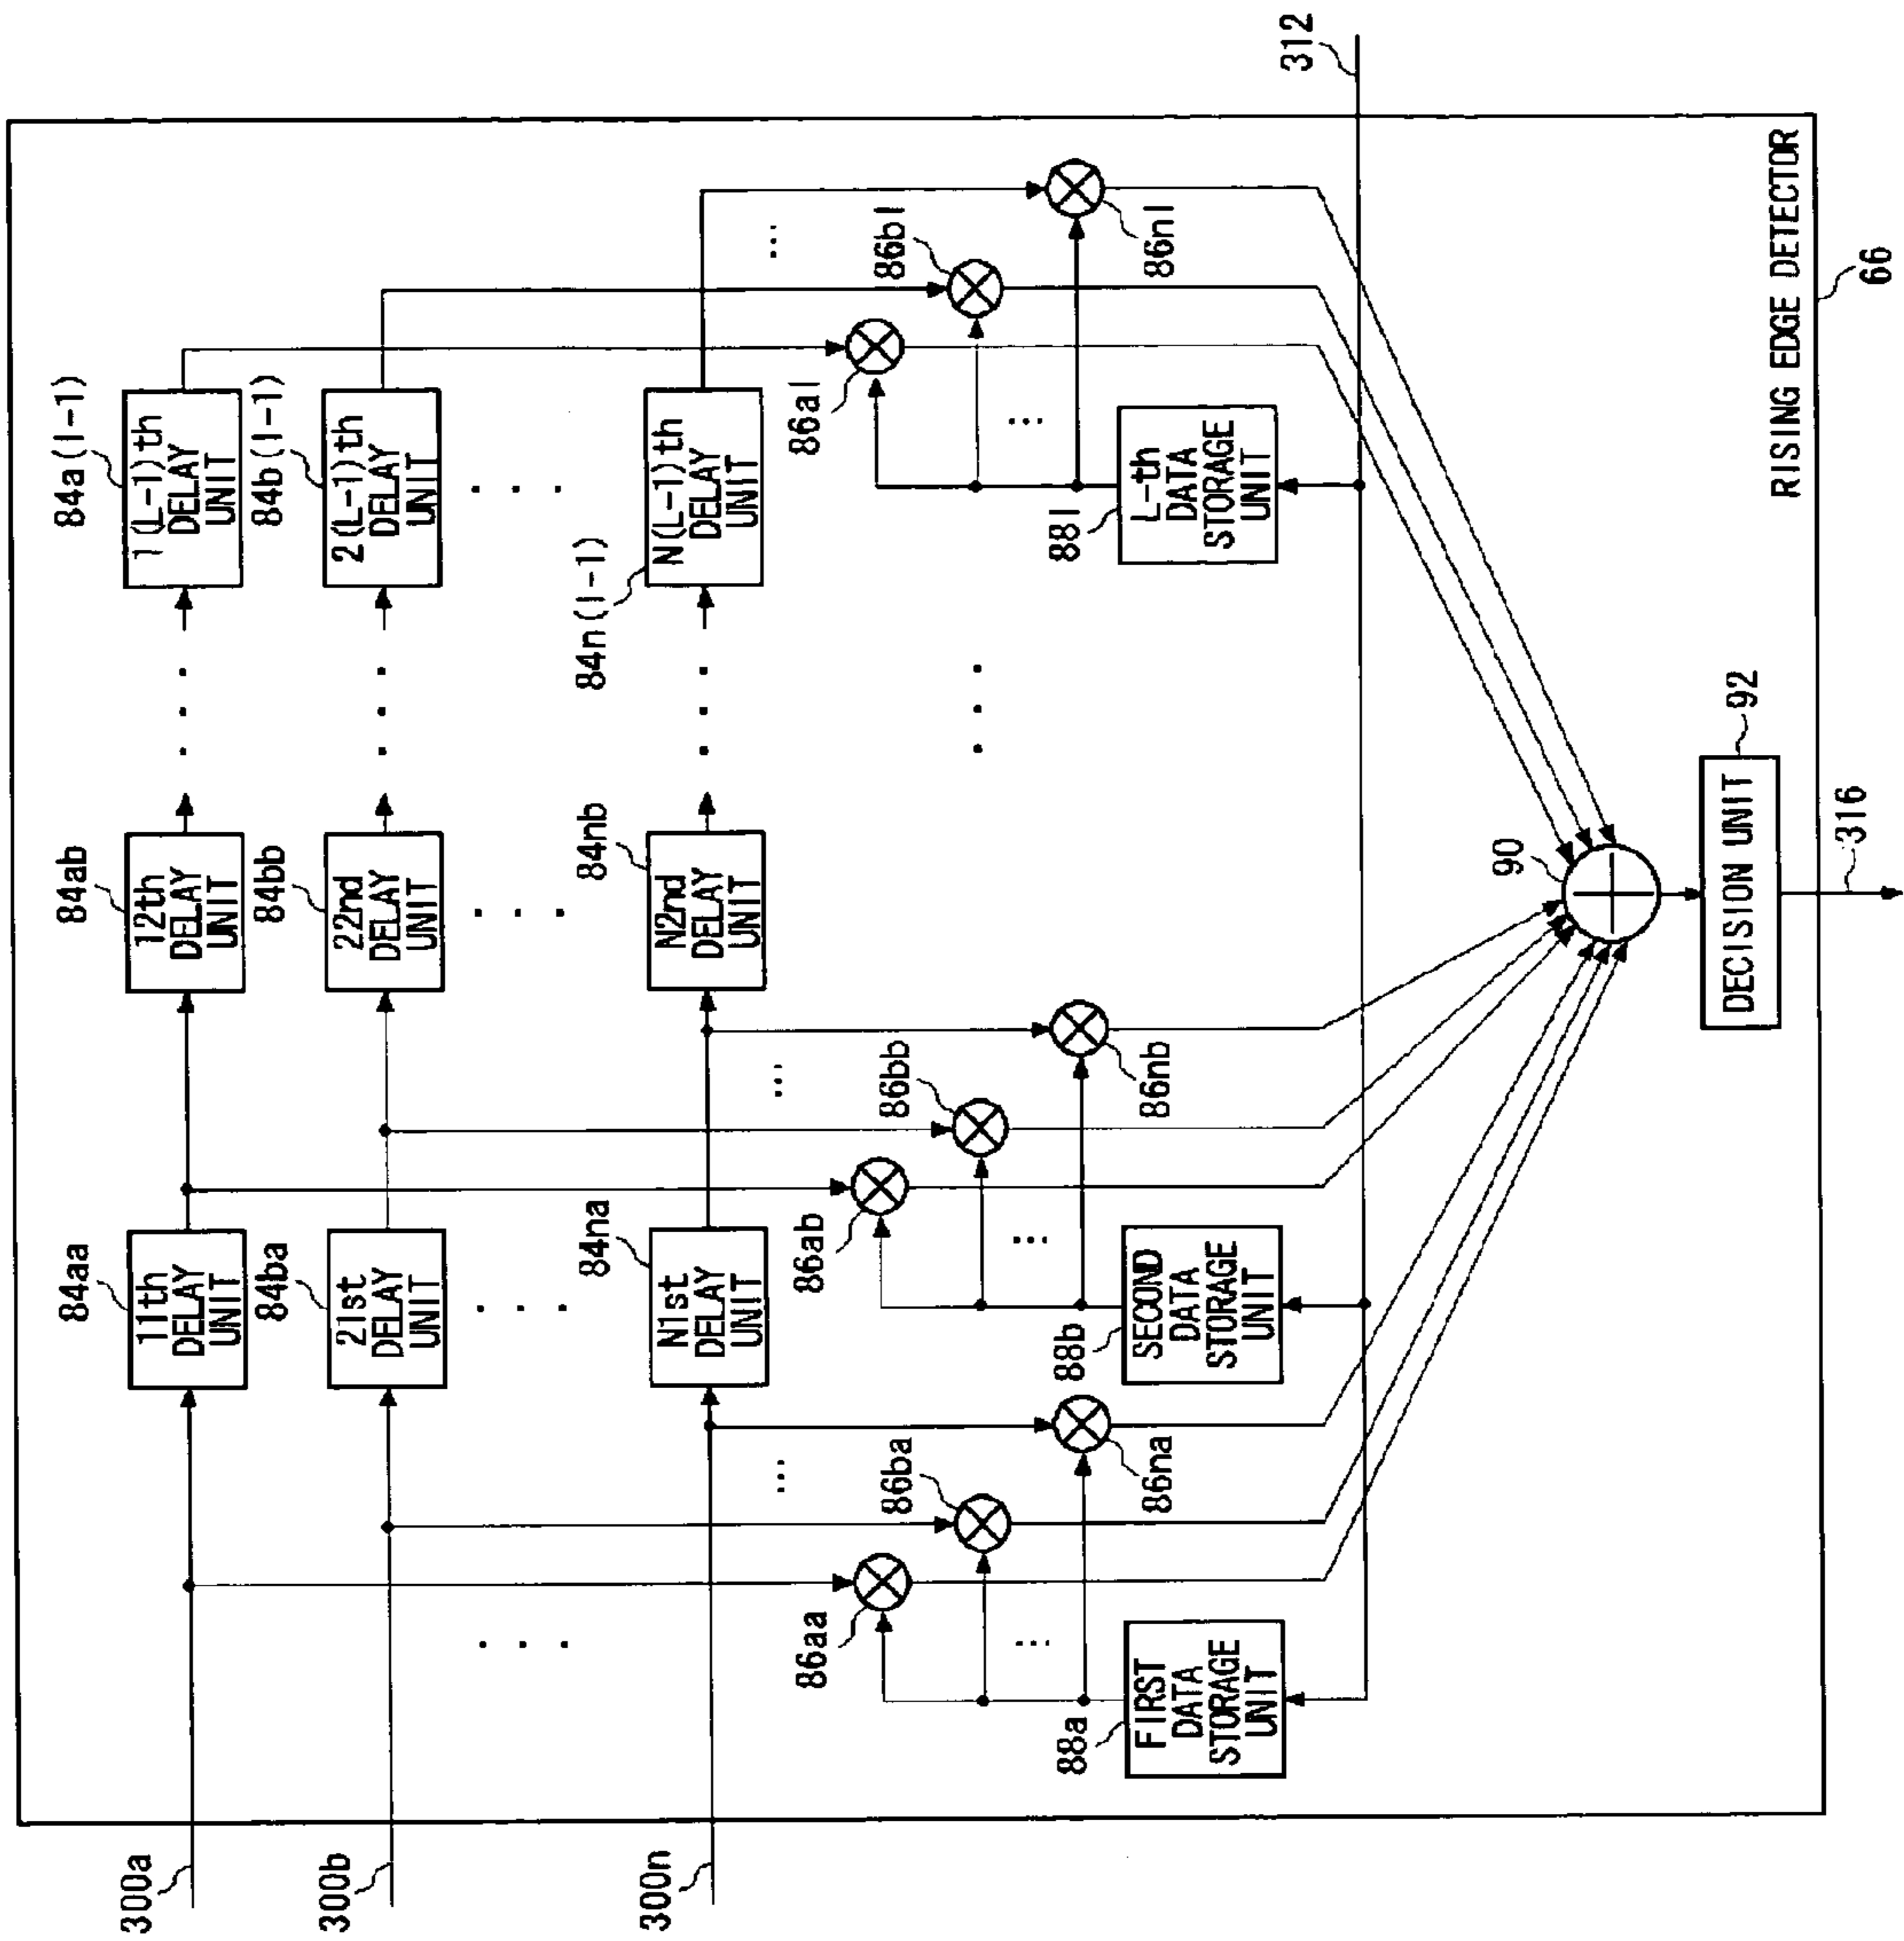 300a
300b
300n
84aa
11th
DELAY
UNIT
84ab
12th
DELAY
UNIT
84a(l-1)
1(L-1)th
DELAY
UNIT
84ba
21st
DELAY
UNIT
84bb
22nd
DELAY
UNIT
84b(l-1)
2(L-1)th
DELAY
UNIT
84na
N1st
DELAY
UNIT
84nb
N2nd
DELAY
UNIT
84n(l-1)
N(L-1)th
DELAY
UNIT
86aa
86ba
86na
86ab
86bb
86nb
86al
86bl
86nl
88a
FIRST
DATA
STORAGE
UNIT
88b
SECOND
DATA
STORAGE
UNIT
88l
L-th
DATA
STORAGE
UNIT
312
90
DECISION UNIT
92
316
RISING EDGE DETECTOR
66